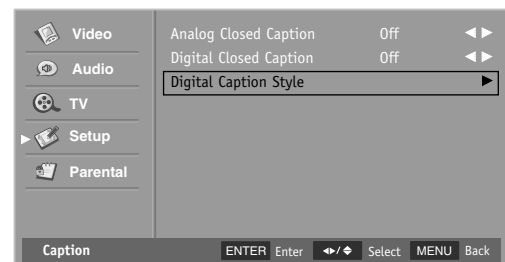 Video
Audio
TV
Setup
Parental
Analog Closed Caption Off
Digital Closed Caption Off
Digital Caption Style
Caption ENTER Enter / Select MENU Back